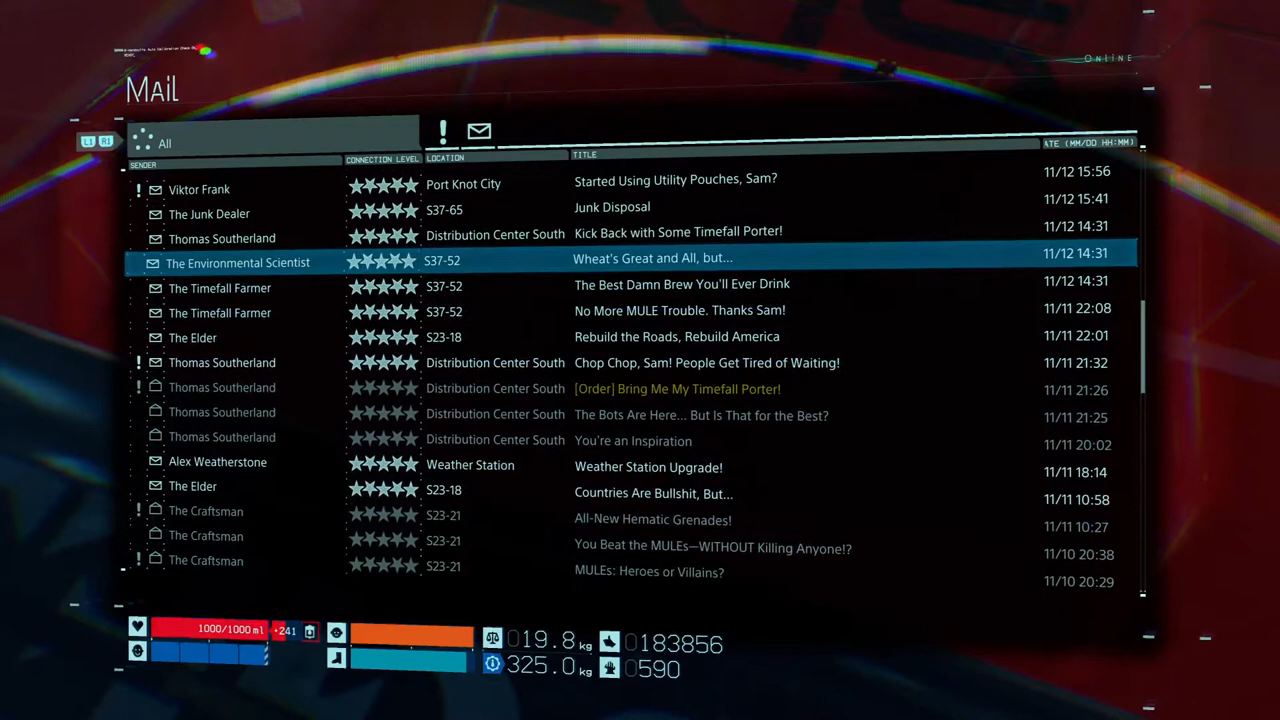 MAIL
Online
L1 R1 All
SENDER CONNECTION LEVEL LOCATION TITLE ATE (MM/DD HH:MM)
! Viktor Frank Port Knot City Started Using Utility Pouches, Sam? 11/12 15:56
The Junk Dealer S37-65 Junk Disposal 11/12 15:41
Thomas Southerland Distribution Center South Kick Back with Some Timefall Porter! 11/12 14:31
The Environmental Scientist S37-52 Wheat's Great and All, but... 11/12 14:31
The Timefall Farmer S37-52 The Best Damn Brew You'll Ever Drink 11/12 14:31
The Timefall Farmer S37-52 No More MULE Trouble. Thanks Sam! 11/11 22:08
The Elder S23-18 Rebuild the Roads, Rebuild America 11/11 22:01
! Thomas Southerland Distribution Center South Chop Chop, Sam! People Get Tired of Waiting! 11/11 21:32
! Thomas Southerland Distribution Center South [Order] Bring Me My Timefall Porter! 11/11 21:26
Thomas Southerland Distribution Center South The Bots Are Here... But Is That for the Best? 11/11 21:25
Thomas Southerland Distribution Center South You're an Inspiration 11/11 20:02
Alex Weatherstone Weather Station Weather Station Upgrade! 11/11 18:14
The Elder S23-18 Countries Are Bullshit, But... 11/11 10:58
! The Craftsman S23-21 All-New Hematic Grenades! 11/11 10:27
The Craftsman S23-21 You Beat the MULEs—WITHOUT Killing Anyone!? 11/10 20:38
! The Craftsman S23-21 MULEs: Heroes or Villains? 11/10 20:29
1000/1000 ml +241 019.8 kg 0183856
325.0 kg 0590